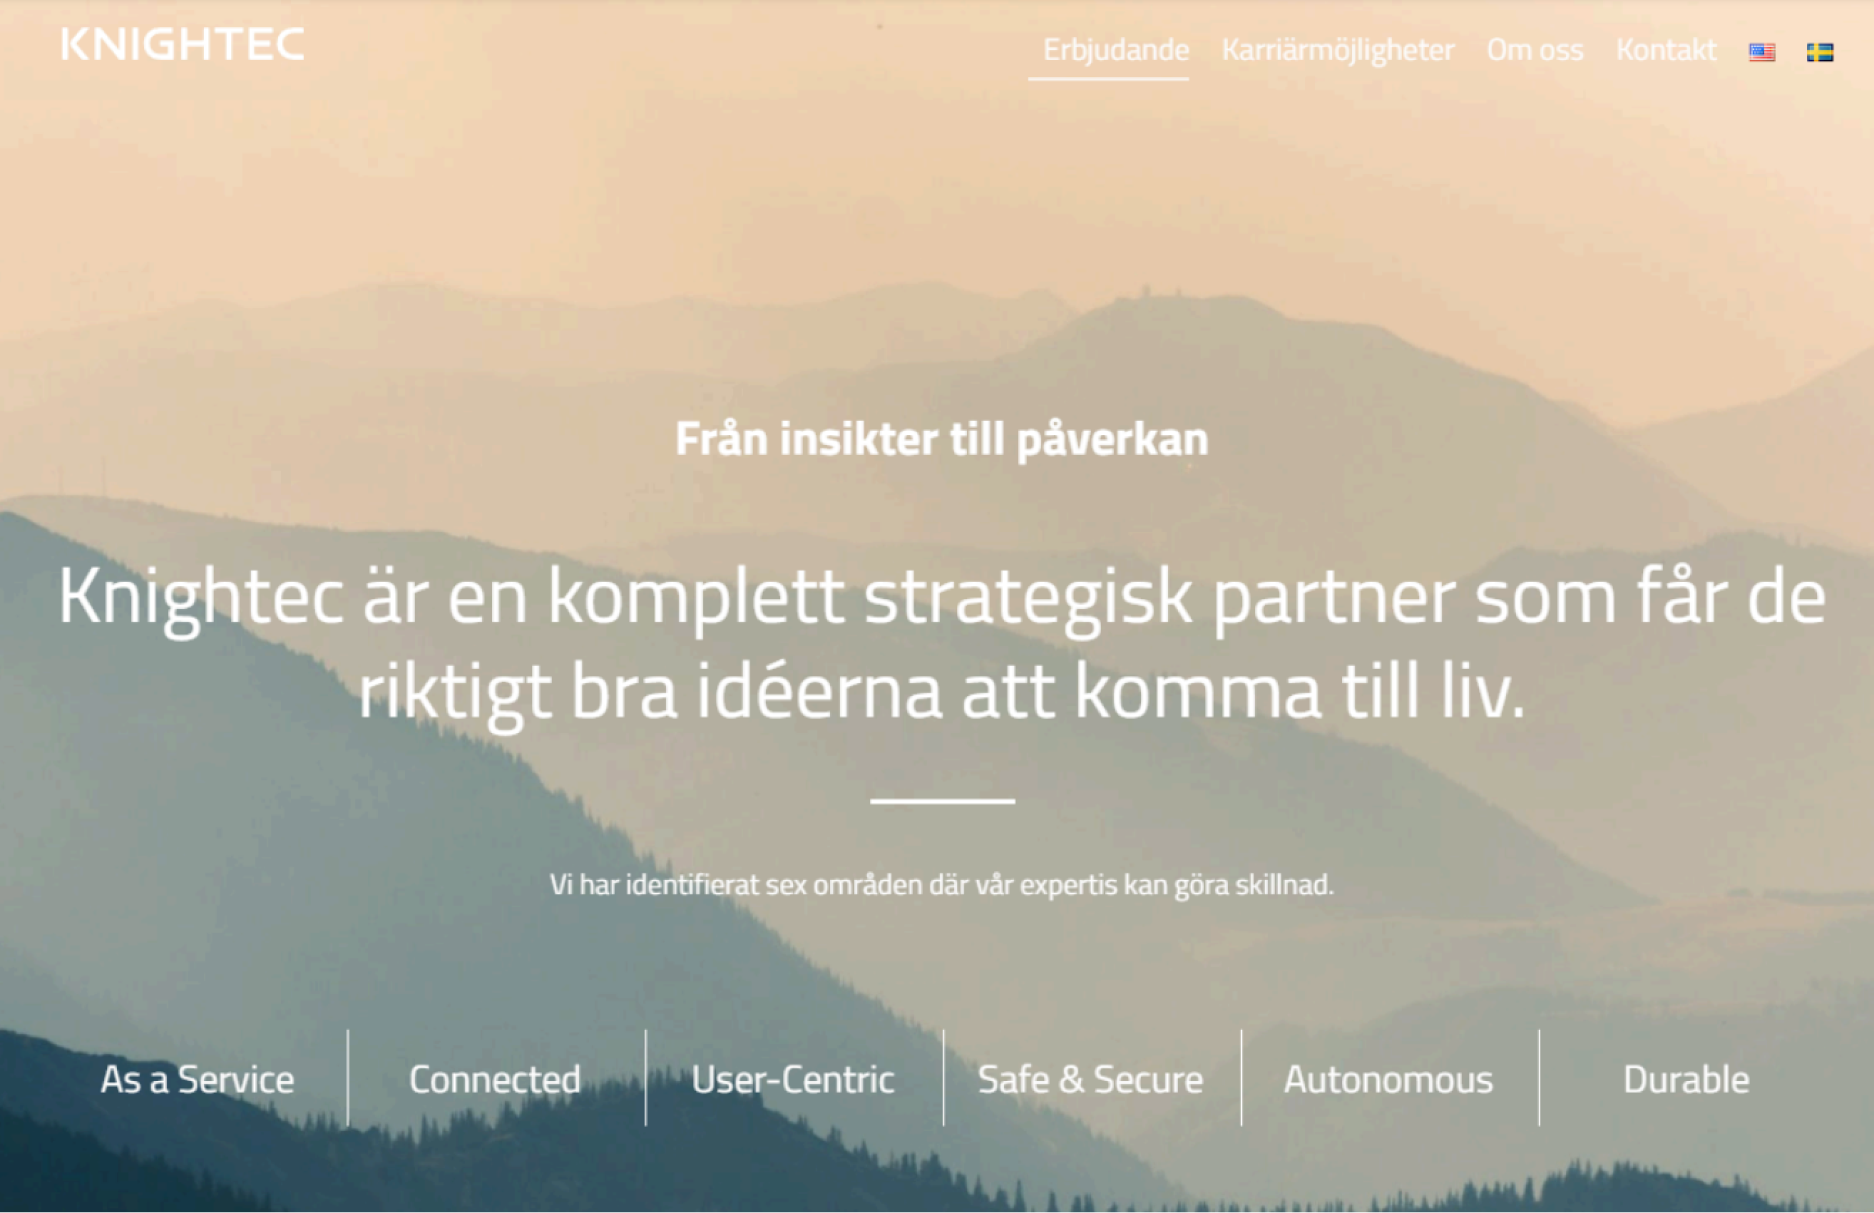 KNIGHTEC
Erbjudande Karriärmöjligheter Om oss Kontakt
Från insikter till påverkan
Knightec är en komplett strategisk partner som får de
riktigt bra idéerna att komma till liv.
Vi har identifierat sex områden där vår expertis kan göra skillnad.
As a Service Connected User-Centric Safe & Secure Autonomous Durable